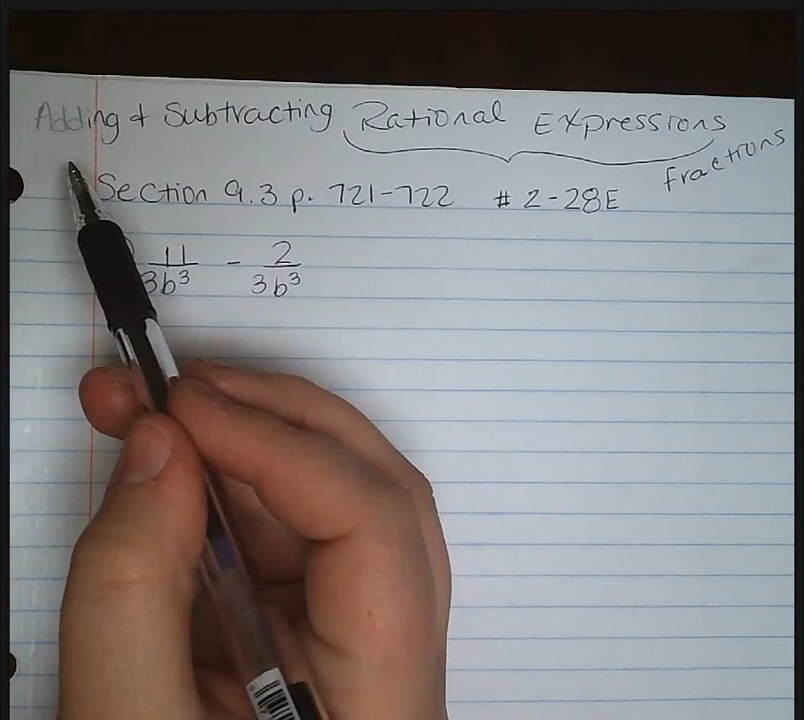 Adding + Subtracting Rational Expressions
fractions
Section 9.3 p. 721-722 # 2-28E
11/3b³ - 2/3b³